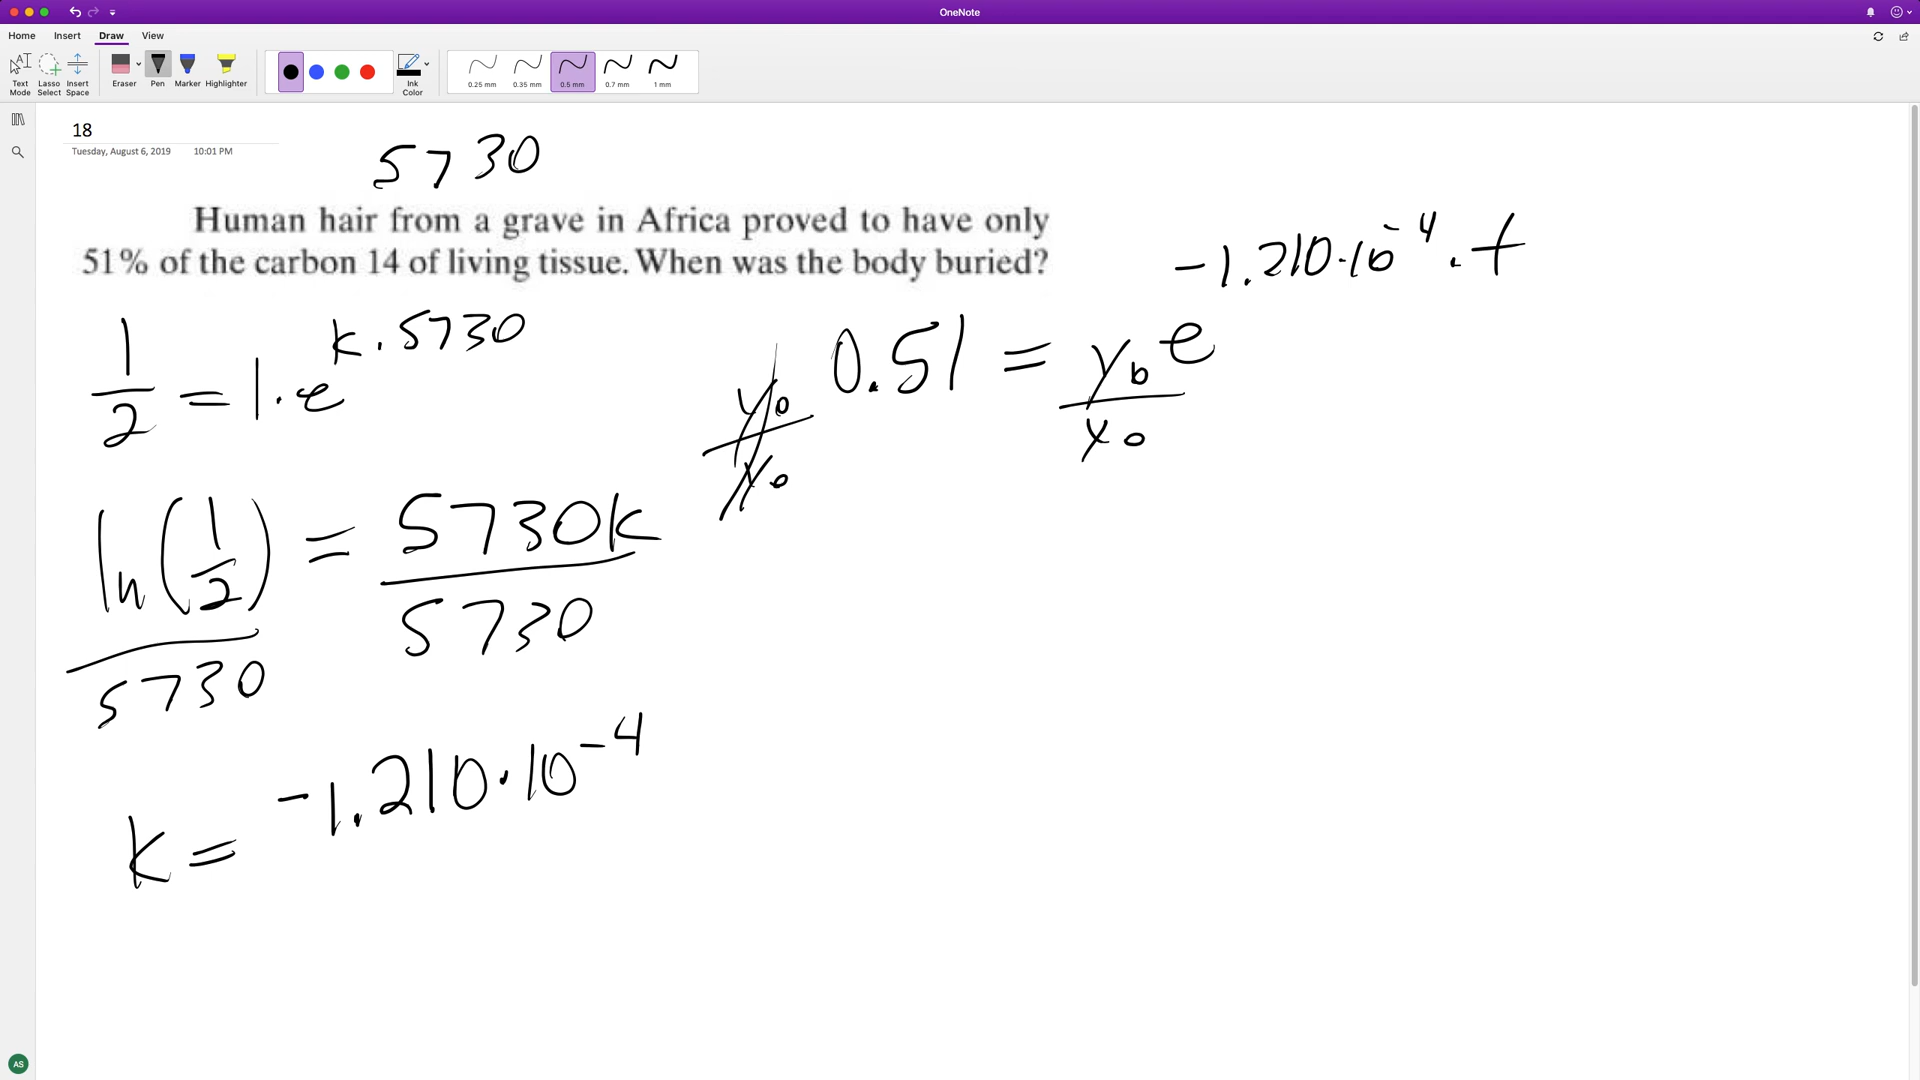 OneNote
Home Insert Draw View
Text Mode Lasso Select Insert Space Eraser Pen Marker Highlighter Ink Color 0.25 mm 0.35 mm 0.5 mm 0.7 mm 1 mm
18
Tuesday, August 6, 2019 10:01 PM
5730
Human hair from a grave in Africa proved to have only
51% of the carbon 14 of living tissue. When was the body buried?
1/2 = 1 · e^(k · 5730)
ln(1/2)/5730 = 5730k/5730
k = -1.210 · 10^-4
y₀/y₀ 0.51 = y₀/y₀ e^(-1.210 · 10^-4 · t)
AS